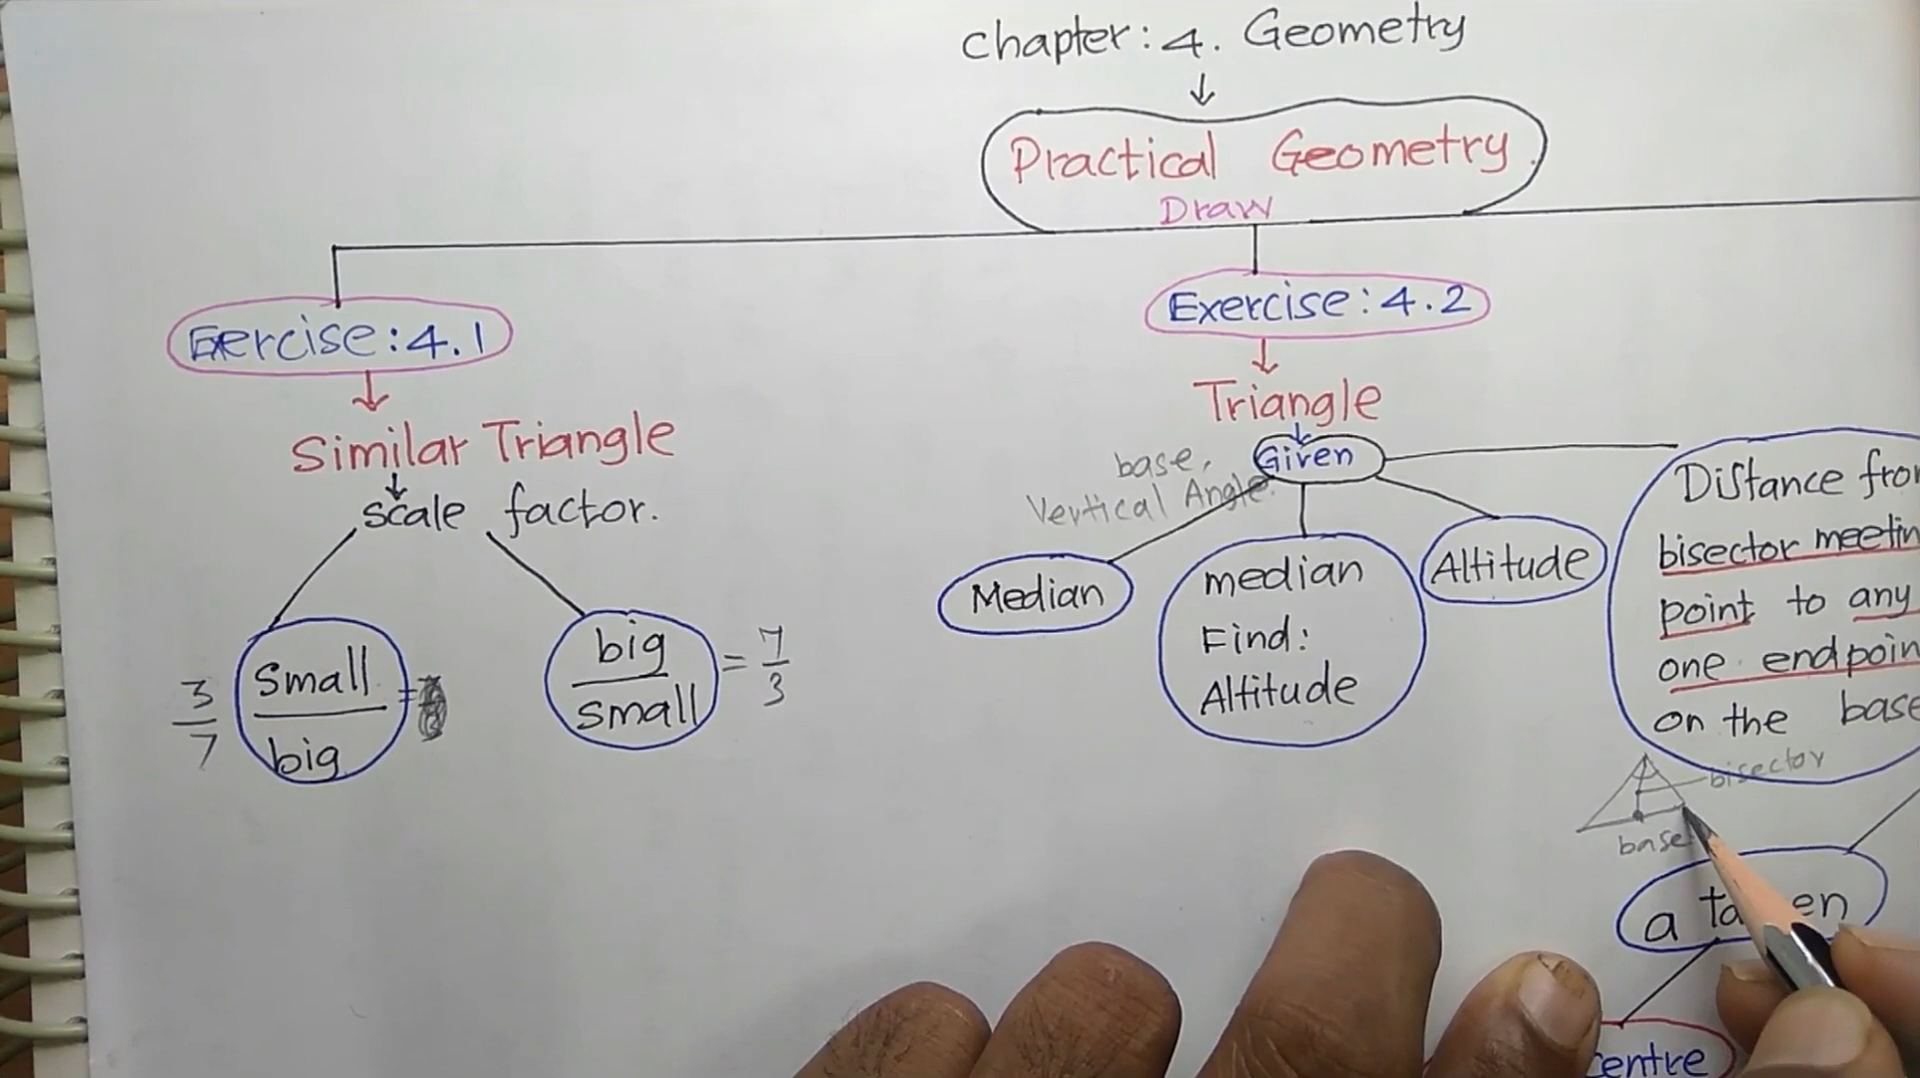 Chapter: 4. Geometry
Practical Geometry
Draw
Exercise: 4.1
Similar Triangle
scale factor.
3/7
small
big
=
big
small
= 7/3
Exercise: 4.2
Triangle
Given
base,
Vertical Angle.
Median
median
Find:
Altitude
Altitude
Distance
bisector
point to any
one endpoin
on the base
bisector
base
a
centre